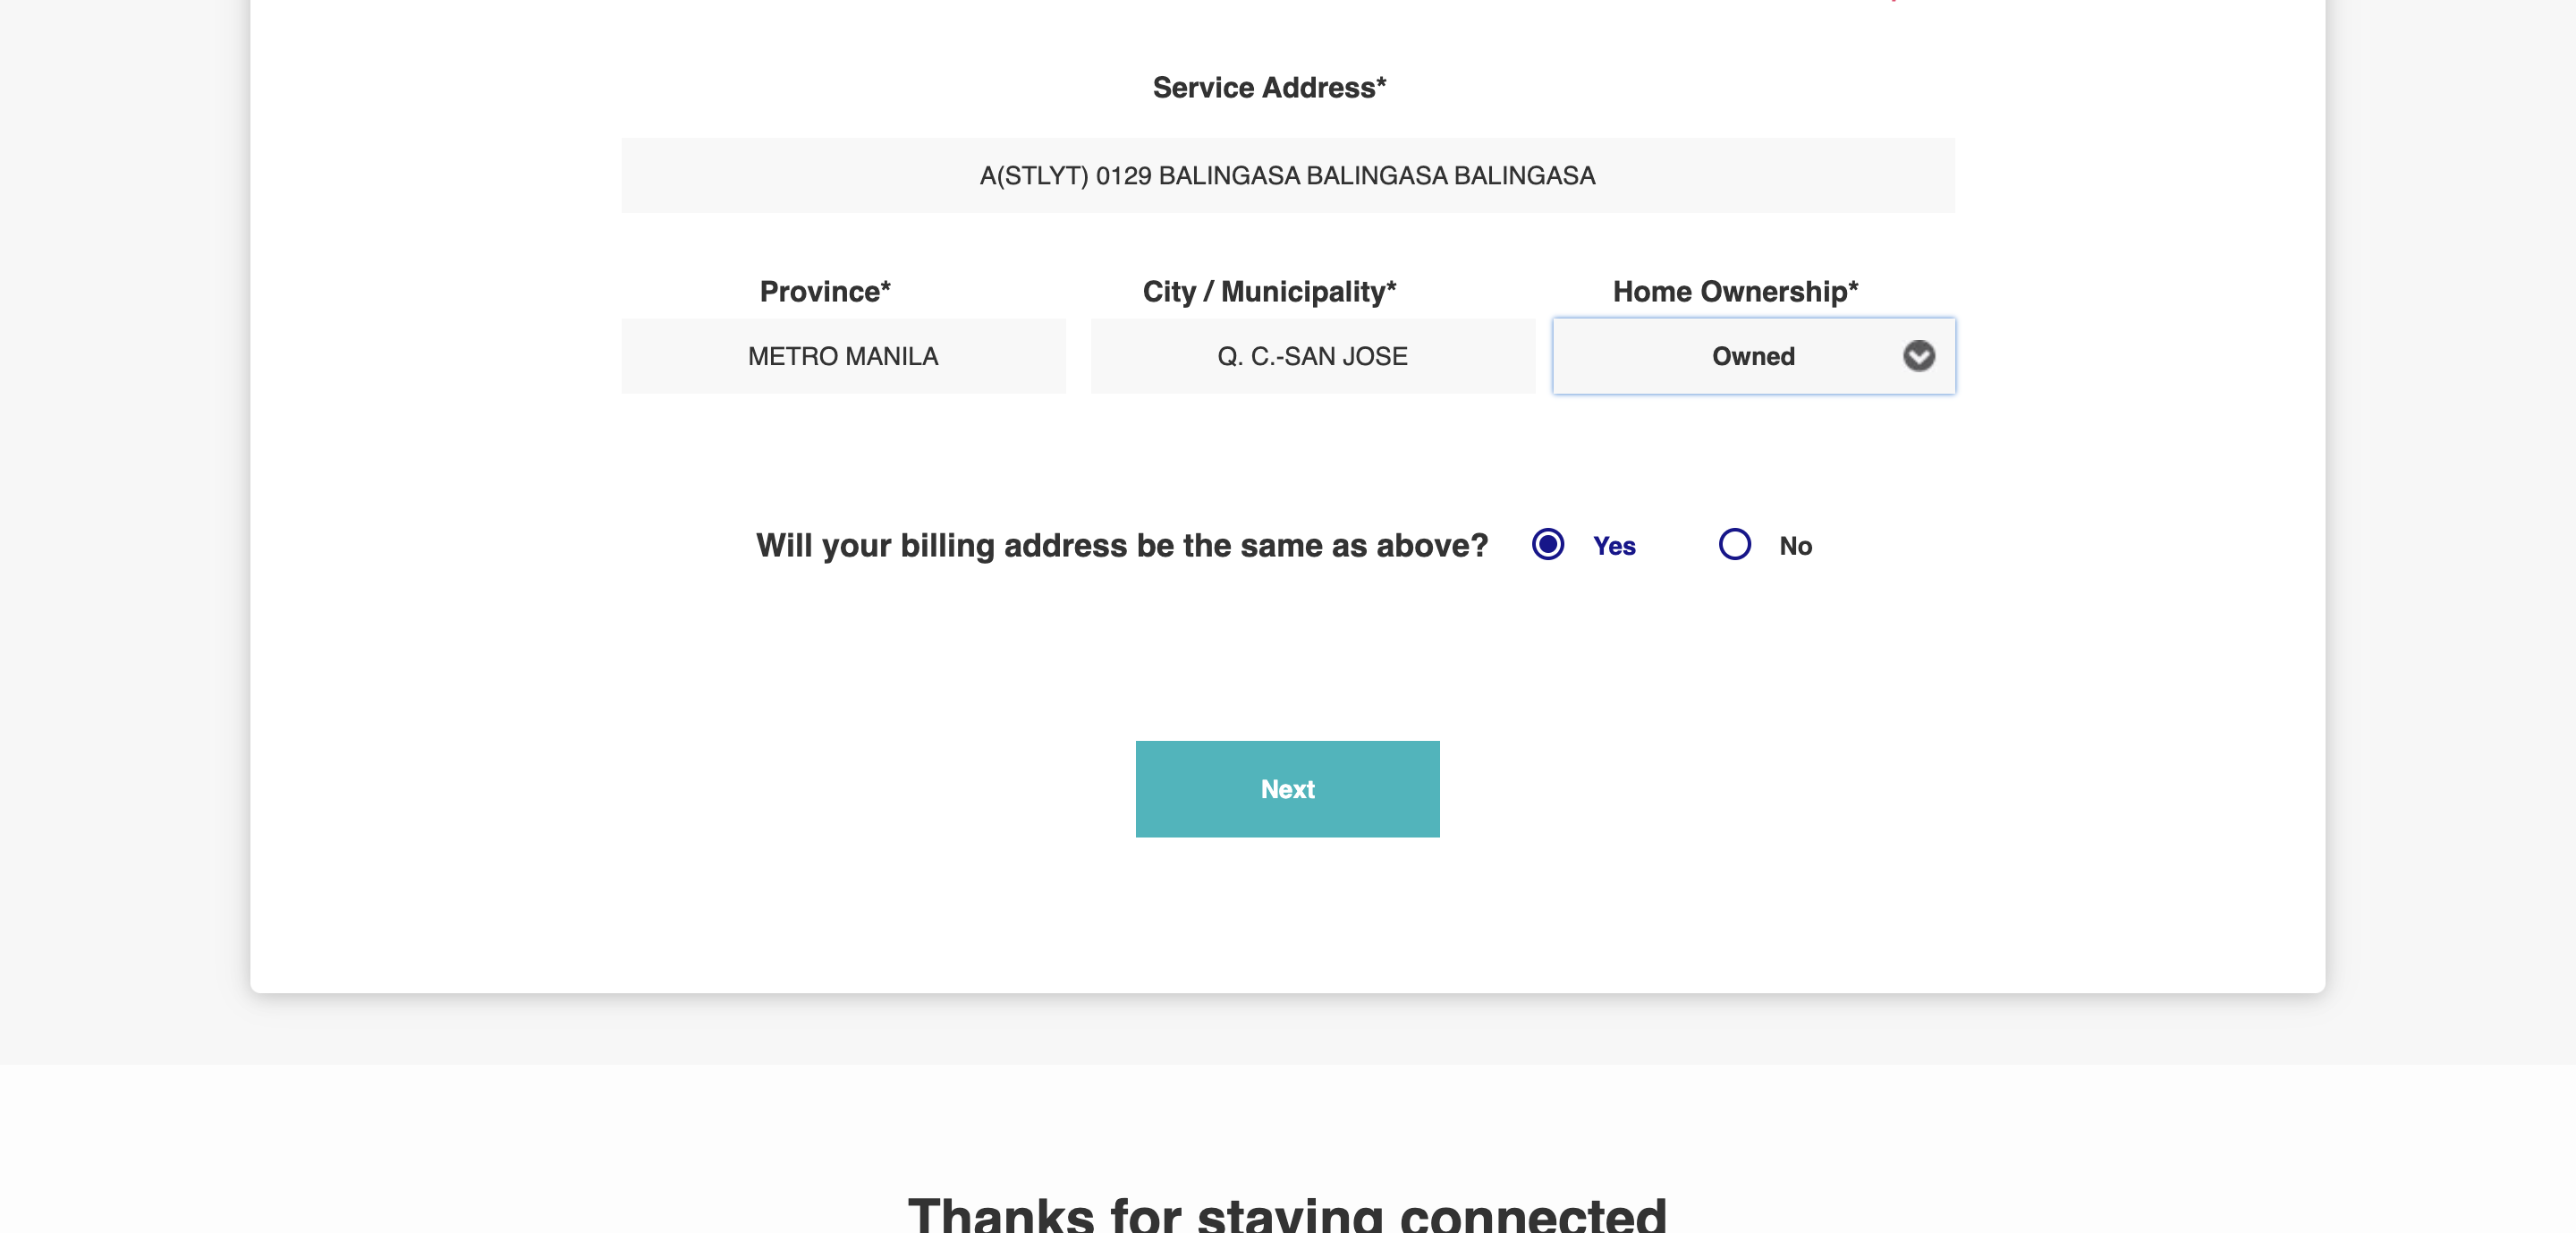 Service Address*
A(STLYT) 0129 BALINGASA BALINGASA BALINGASA
Province*
City / Municipality*
Home Ownership*
METRO MANILA
Q. C.-SAN JOSE
Owned
Will your billing address be the same as above?
Yes
No
Next
Thanks for staying connected